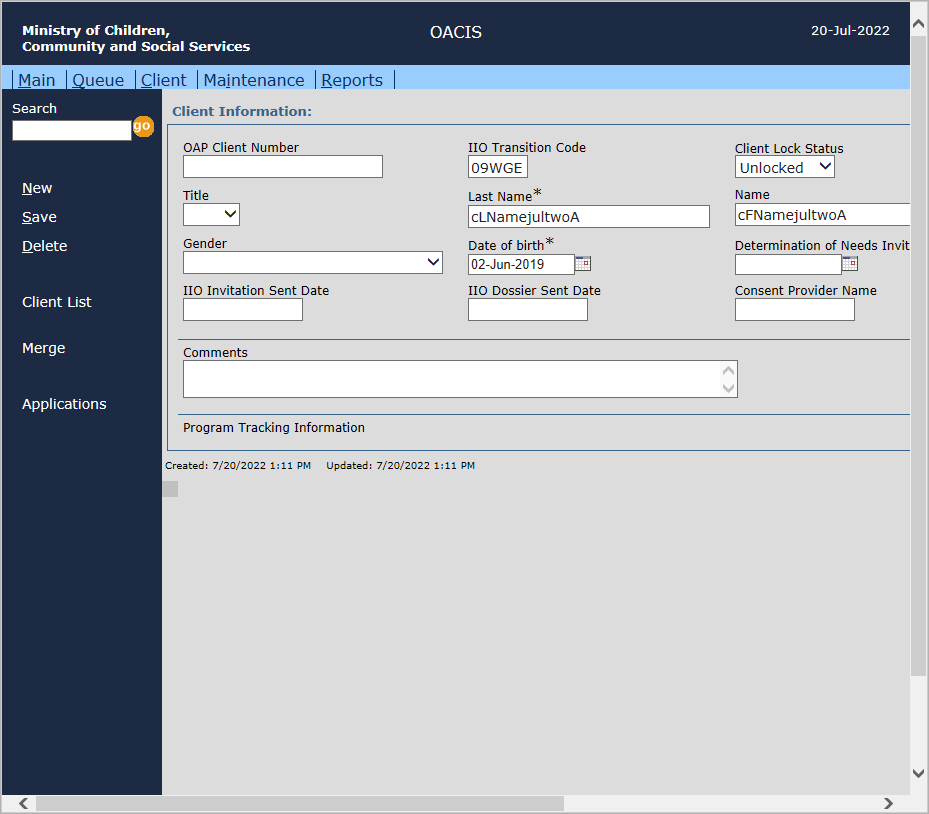 Ministry of Children,
Community and Social Services
OACIS
20-Jul-2022
Main Queue Client Maintenance Reports
Search
go
New
Save
Delete
Client List
Merge
Applications
Client Information:
OAP Client Number
IIO Transition Code
09WGE
Client Lock Status
Unlocked
Title
Last Name*
cLNamejultwoA
Name
cFNamejultwoA
Gender
Date of birth*
02-Jun-2019
Determination of Needs Invit
IIO Invitation Sent Date
IIO Dossier Sent Date
Consent Provider Name
Comments
Program Tracking Information
Created: 7/20/2022 1:11 PM Updated: 7/20/2022 1:11 PM